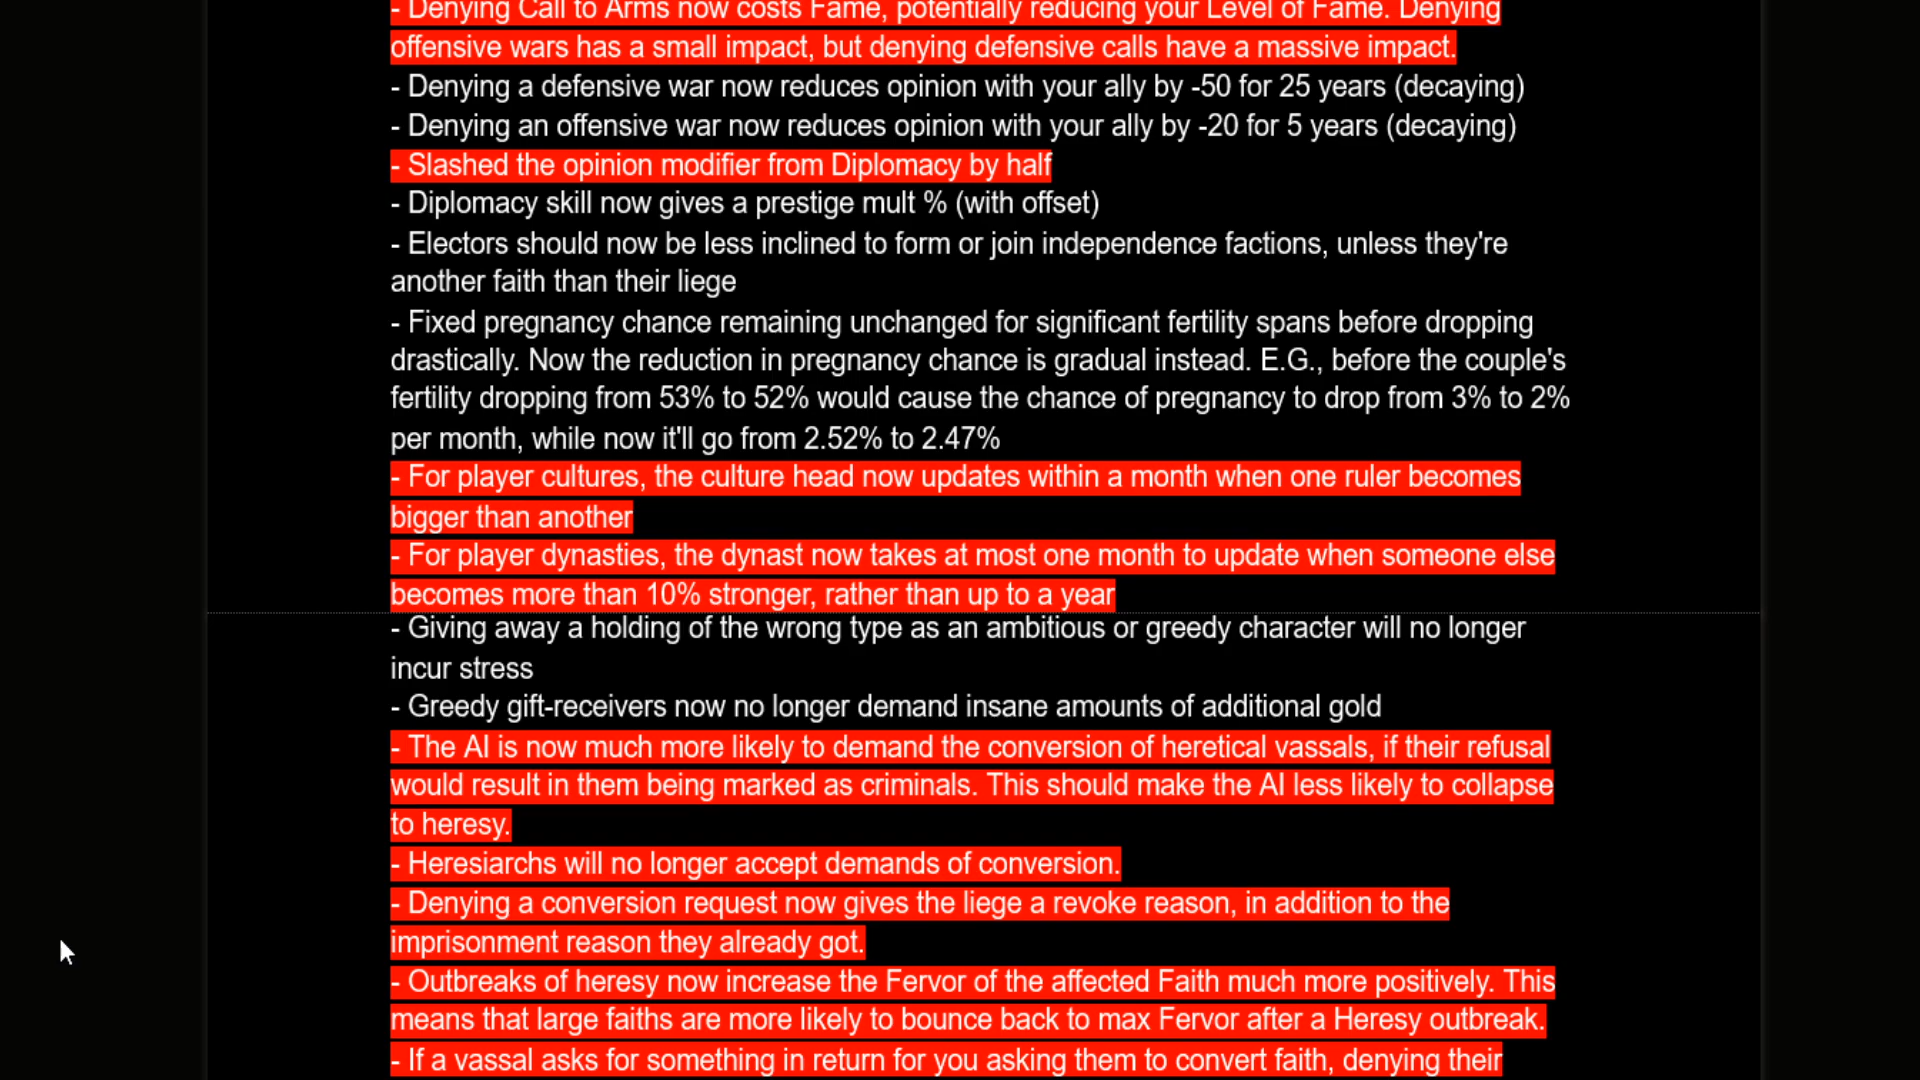 - Denying Call to Arms now costs Fame, potentially reducing your Level of Fame. Denying
offensive wars has a small impact, but denying defensive calls have a massive impact.
- Denying a defensive war now reduces opinion with your ally by -50 for 25 years (decaying)
- Denying an offensive war now reduces opinion with your ally by -20 for 5 years (decaying)
- Slashed the opinion modifier from Diplomacy by half
- Diplomacy skill now gives a prestige mult % (with offset)
- Electors should now be less inclined to form or join independence factions, unless they're
another faith than their liege
- Fixed pregnancy chance remaining unchanged for significant fertility spans before dropping
drastically. Now the reduction in pregnancy chance is gradual instead. E.G., before the couple's
fertility dropping from 53% to 52% would cause the chance of pregnancy to drop from 3% to 2%
per month, while now it'll go from 2.52% to 2.47%
- For player cultures, the culture head now updates within a month when one ruler becomes
bigger than another
- For player dynasties, the dynast now takes at most one month to update when someone else
becomes more than 10% stronger, rather than up to a year
- Giving away a holding of the wrong type as an ambitious or greedy character will no longer
incur stress
- Greedy gift-receivers now no longer demand insane amounts of additional gold
- The AI is now much more likely to demand the conversion of heretical vassals, if their refusal
would result in them being marked as criminals. This should make the AI less likely to collapse
to heresy.
- Heresiarchs will no longer accept demands of conversion.
- Denying a conversion request now gives the liege a revoke reason, in addition to the
imprisonment reason they already got.
- Outbreaks of heresy now increase the Fervor of the affected Faith much more positively. This
means that large faiths are more likely to bounce back to max Fervor after a Heresy outbreak.
- If a vassal asks for something in return for you asking them to convert faith, denying their